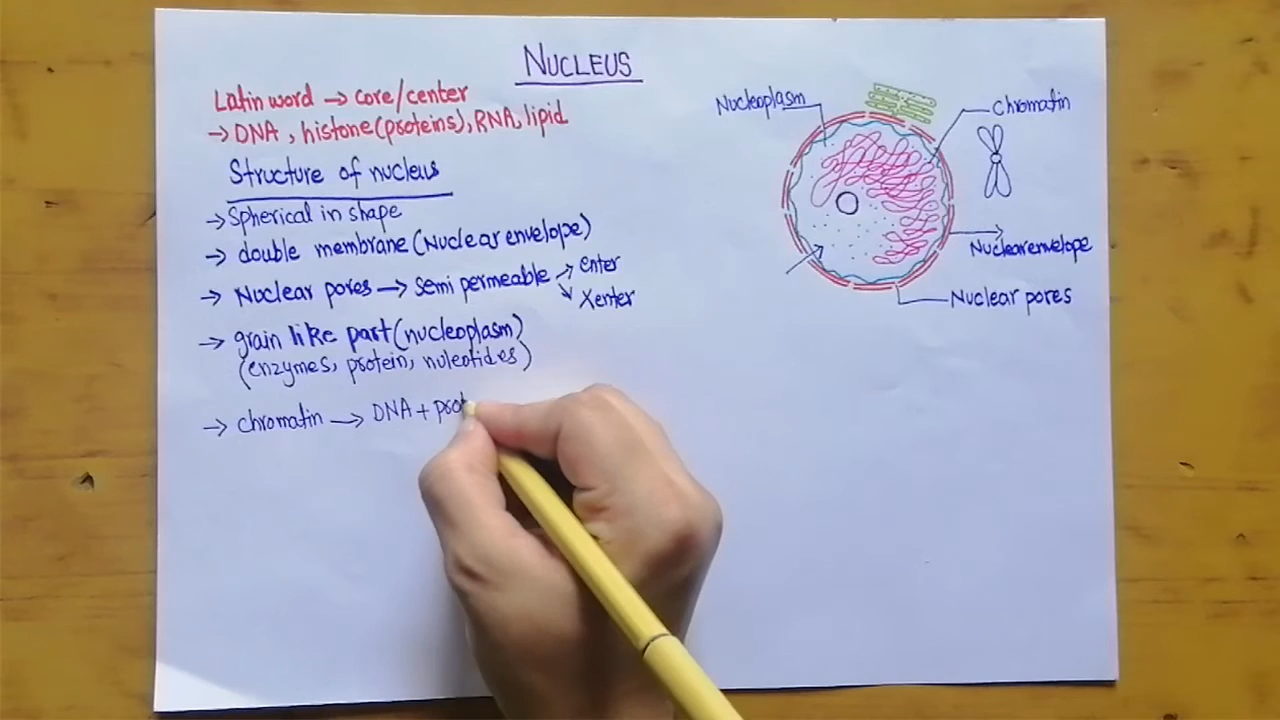 NUCLEUS
Latin word → core/center
→ DNA, histone(proteins), RNA, lipid
Structure of nucleus
→ Spherical in shape
→ double membrane (Nuclear envelope)
→ Nuclear pores → semi permeable → enter
↘ X enter
→ grain like part (nucleoplasm)
(enzymes, protein, nuleotides)
→ chromatin → DNA + prot
Nucleoplasm
Chromatin
Nuclear envelope
Nuclear pores